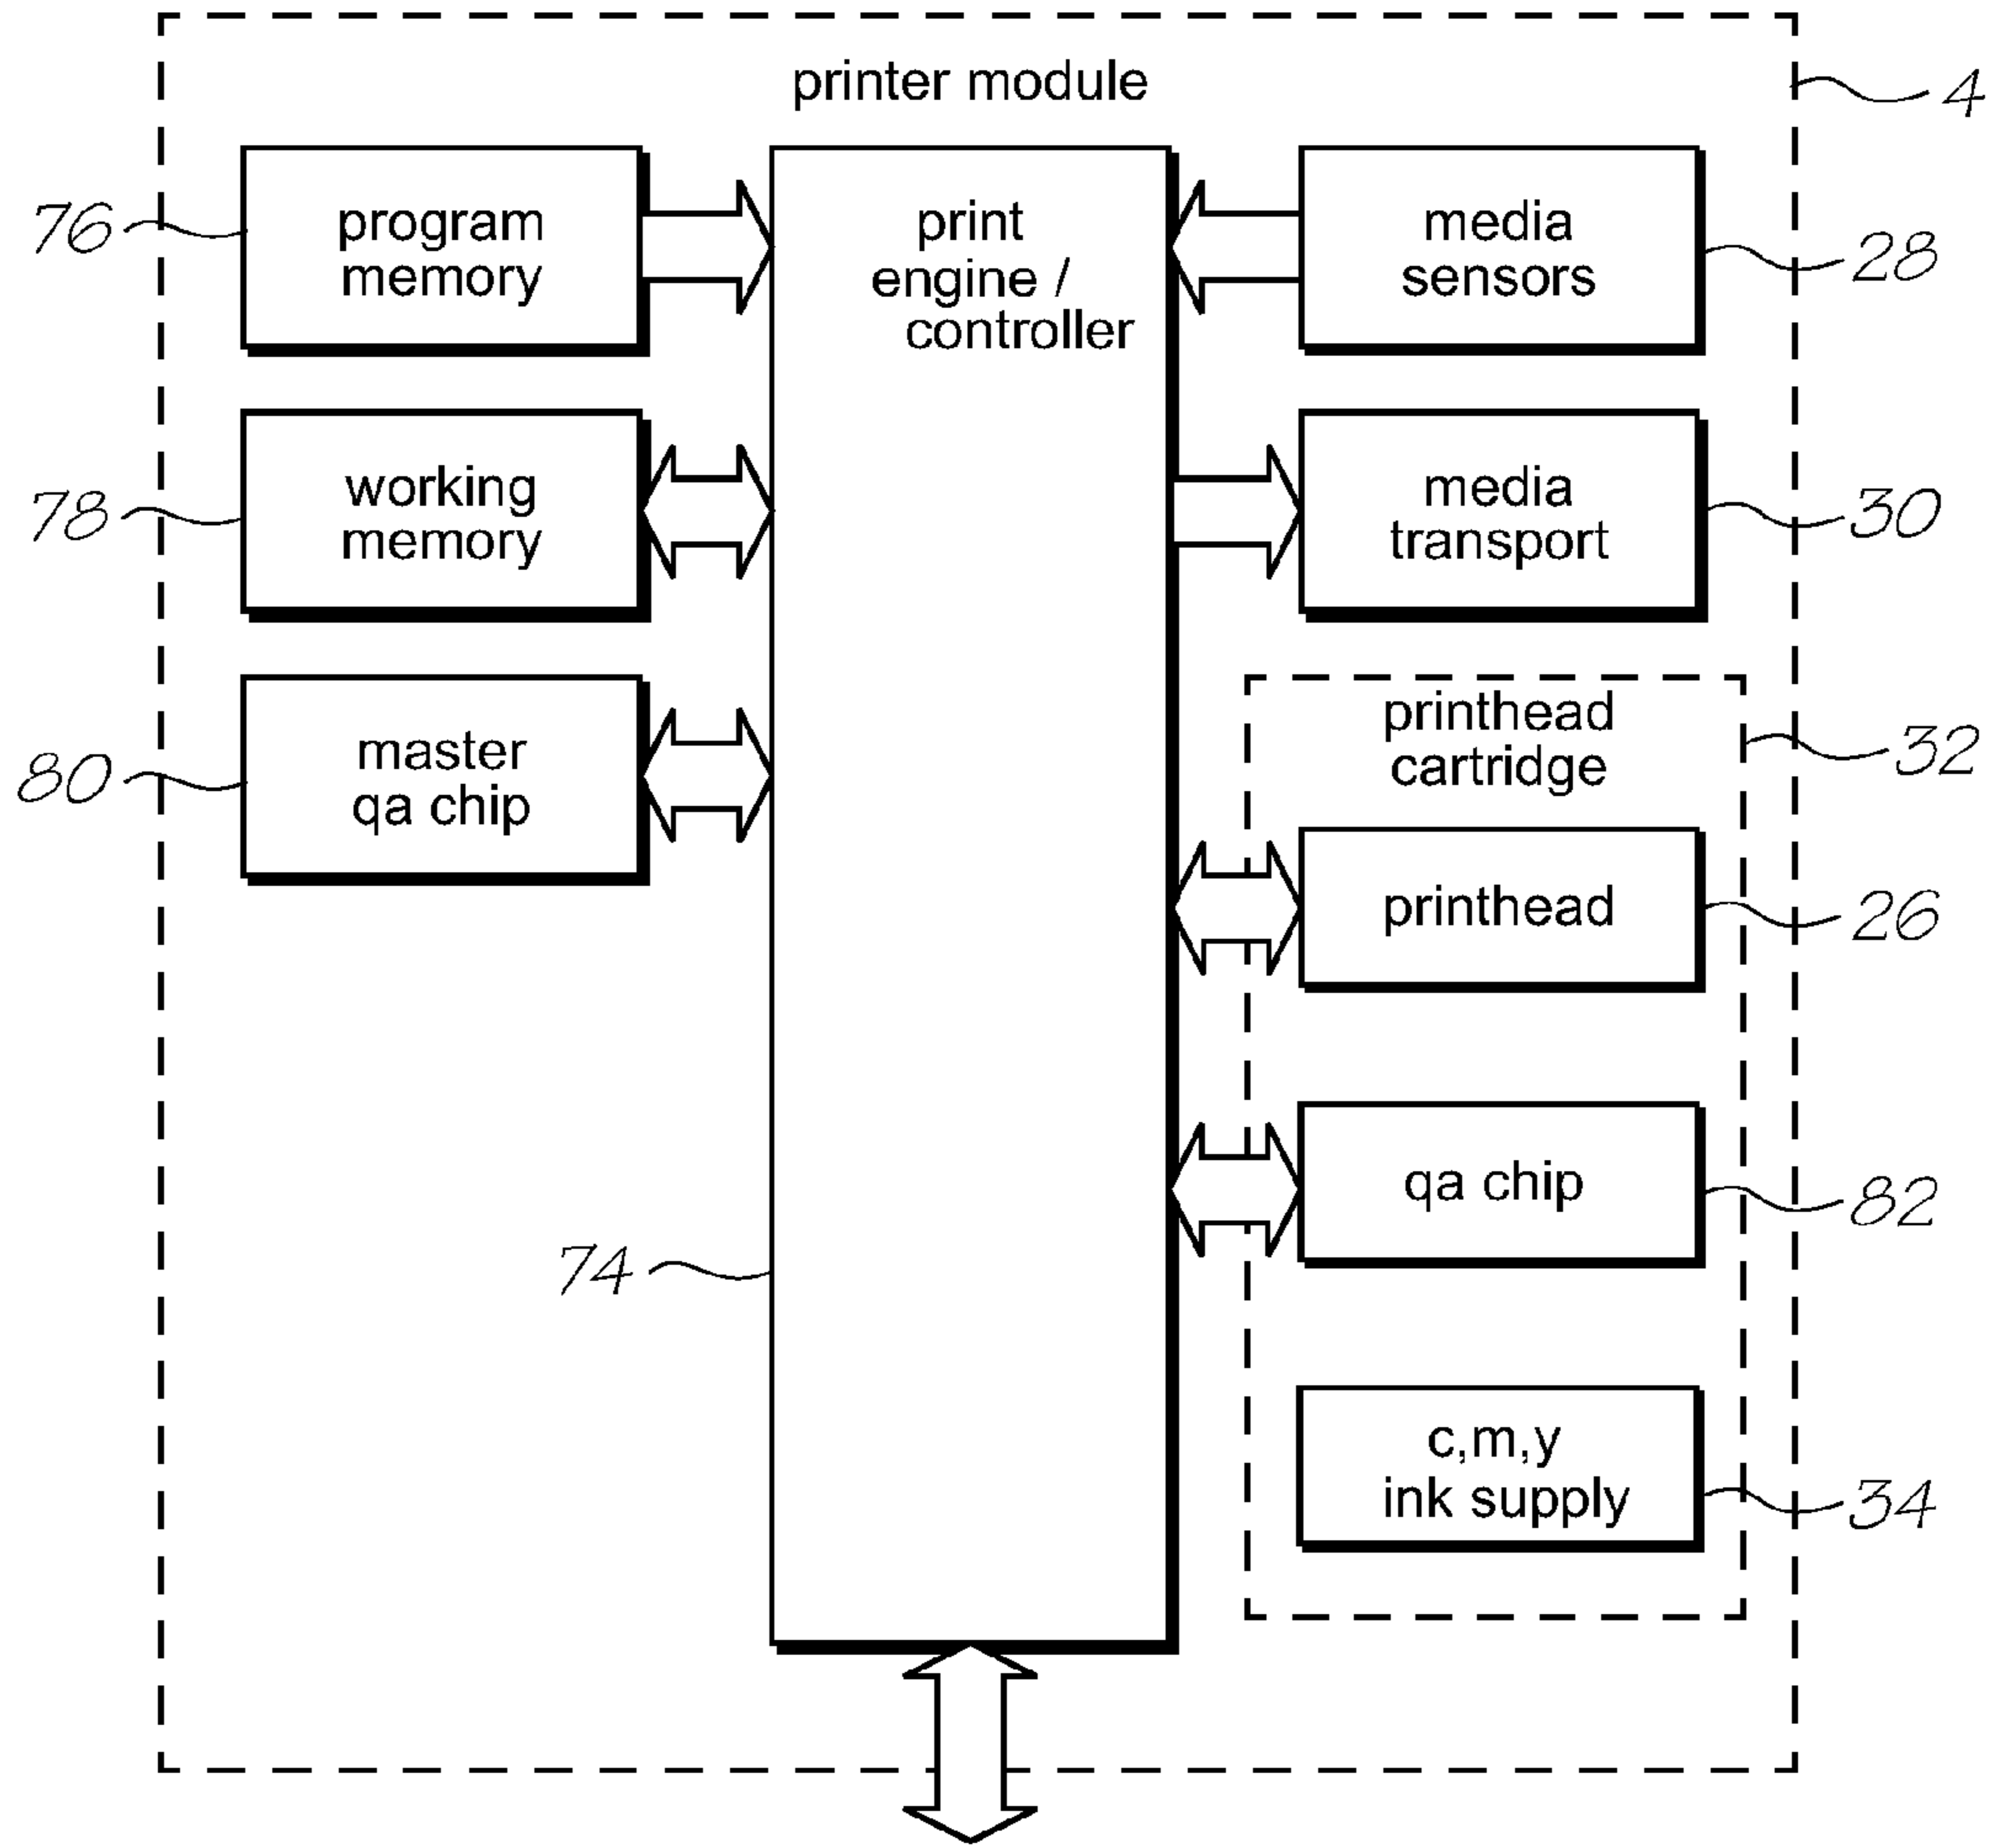 printer module
4
76
program
memory
print
engine /
controller
media
sensors
28
78
working
memory
media
transport
30
80
master
qa chip
printhead
cartridge
32
printhead
26
qa chip
82
74
c,m,y
ink supply
34